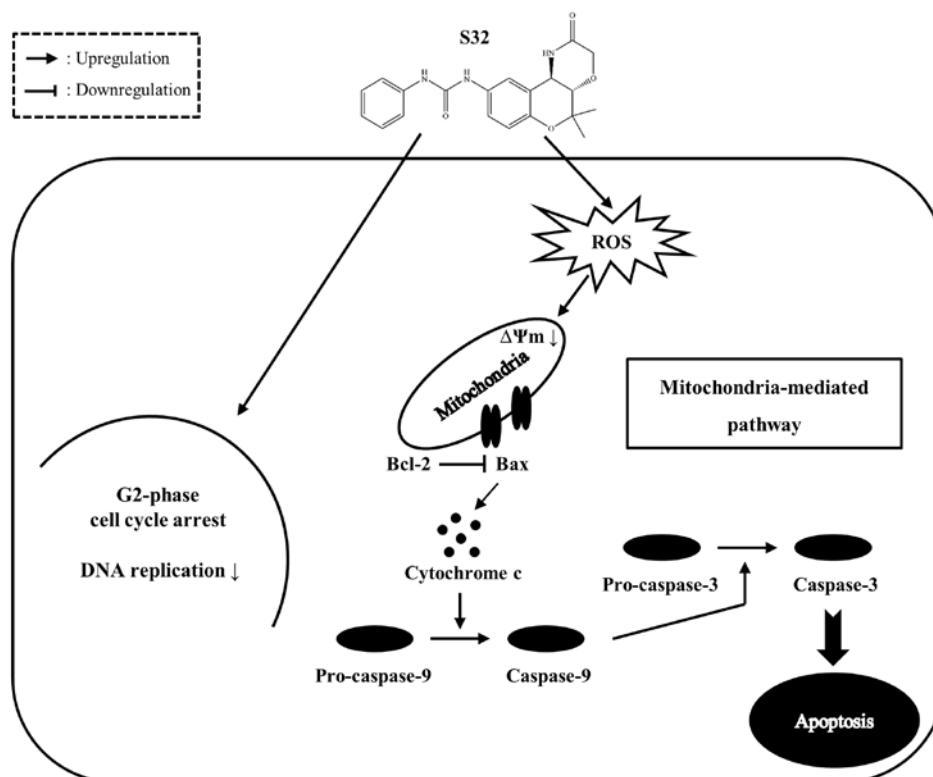 : Upregulation
: Downregulation
S32
O
HN
O
O
H
N
H
N
O
ROS
ΔΨm ↓
Mitochondria
Bcl-2
Bax
Mitochondria-mediated
pathway
G2-phase
cell cycle arrest
DNA replication ↓
Cytochrome c
Pro-caspase-3
Caspase-3
Pro-caspase-9
Caspase-9
Apoptosis